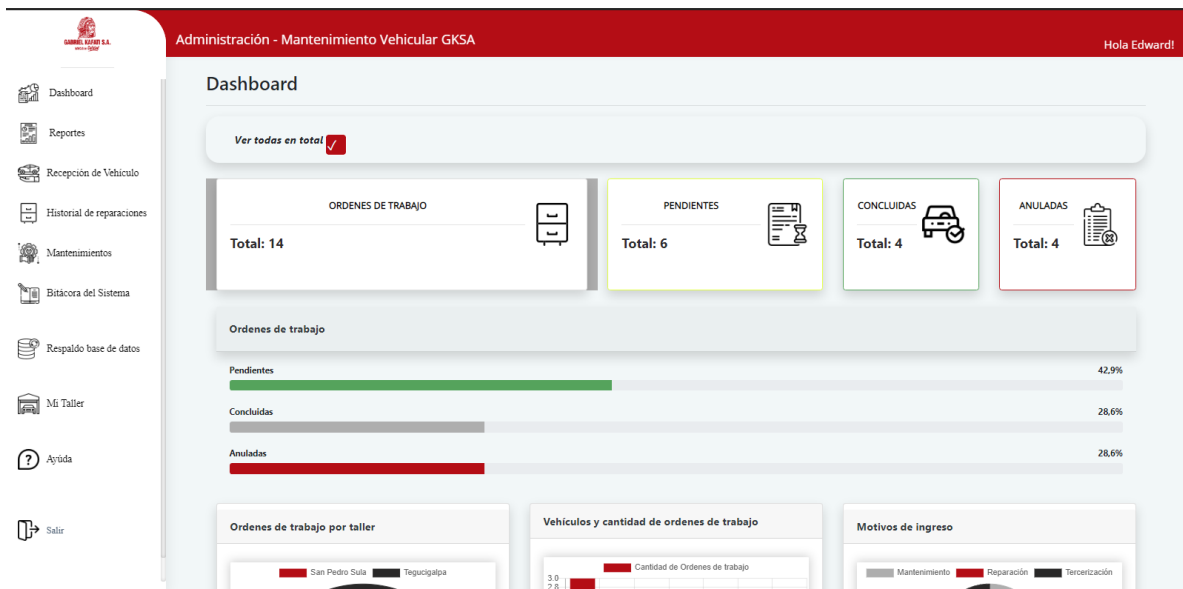 GABRIEL KAFATI S.A.
Administración - Mantenimiento Vehicular GKSA
Hola Edward!
Dashboard
Reportes
Recepción de Vehículo
Historial de reparaciones
Mantenimientos
Bitácora del Sistema
Respaldo base de datos
Mi Taller
Ayúda
Salir
Dashboard
Ver todas en total
ORDENES DE TRABAJO
Total: 14
PENDIENTES
Total: 6
CONCLUIDAS
Total: 4
ANULADAS
Total: 4
Ordenes de trabajo
Pendientes 42,9%
Concluidas 28,6%
Anuladas 28,6%
Ordenes de trabajo por taller
San Pedro Sula Tegucigalpa
Vehículos y cantidad de ordenes de trabajo
Cantidad de Ordenes de trabajo
3.0
2.8
Motivos de ingreso
Mantenimiento Reparación Tercerización